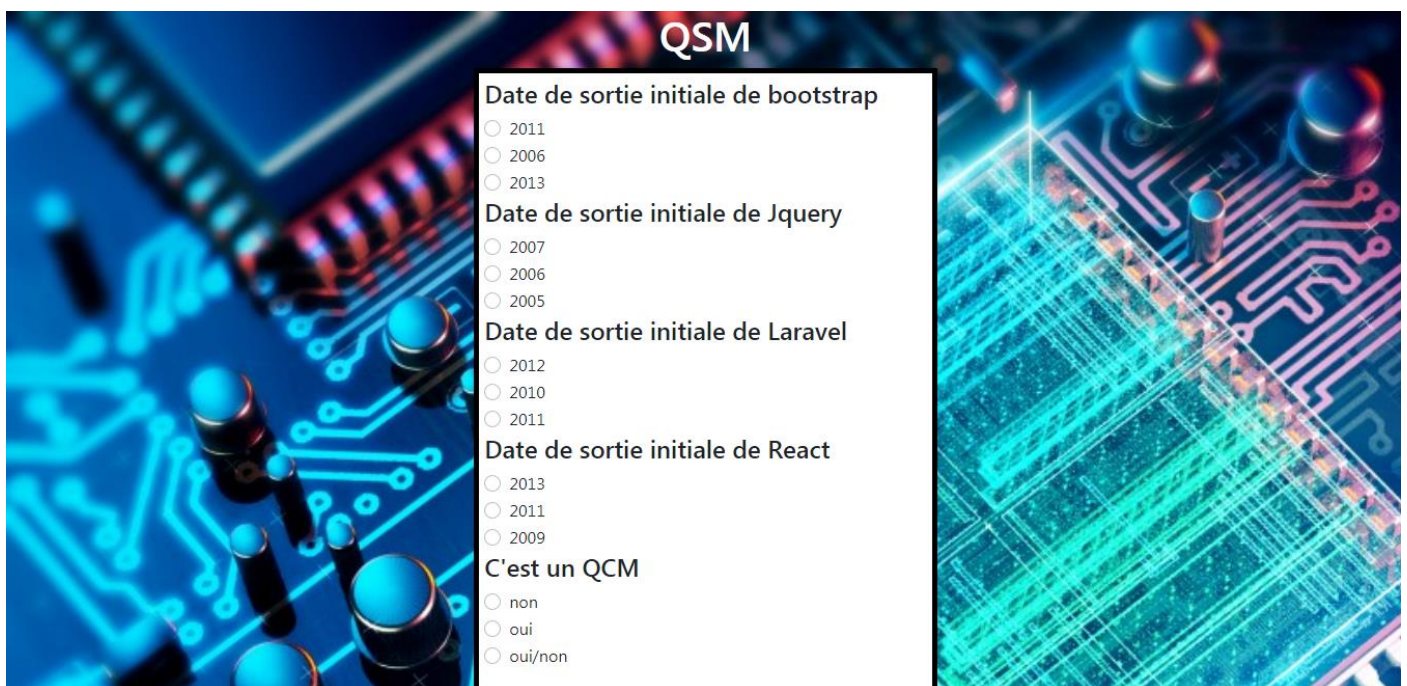 QSM
Date de sortie initiale de bootstrap
2011
2006
2013
Date de sortie initiale de Jquery
2007
2006
2005
Date de sortie initiale de Laravel
2012
2010
2011
Date de sortie initiale de React
2013
2011
2009
C'est un QCM
non
oui
oui/non